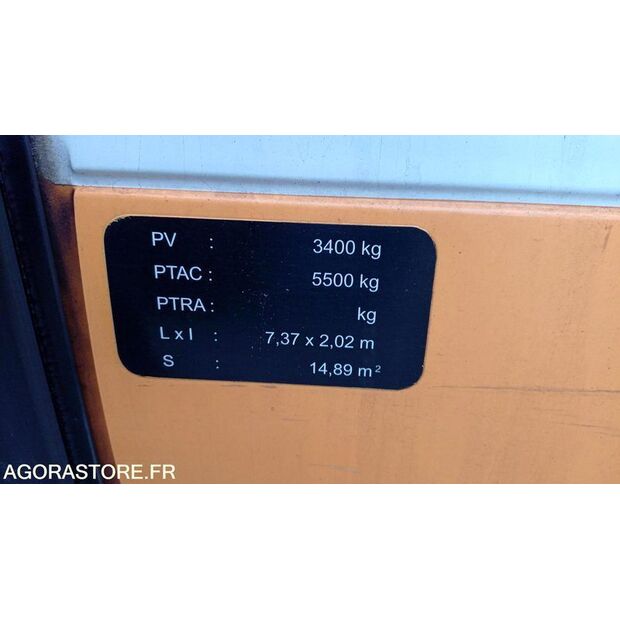 PV : 3400 kg
PTAC : 5500 kg
PTRA : kg
L x l : 7,37 x 2,02 m
S : 14,89 m²
AGORASTORE.FR